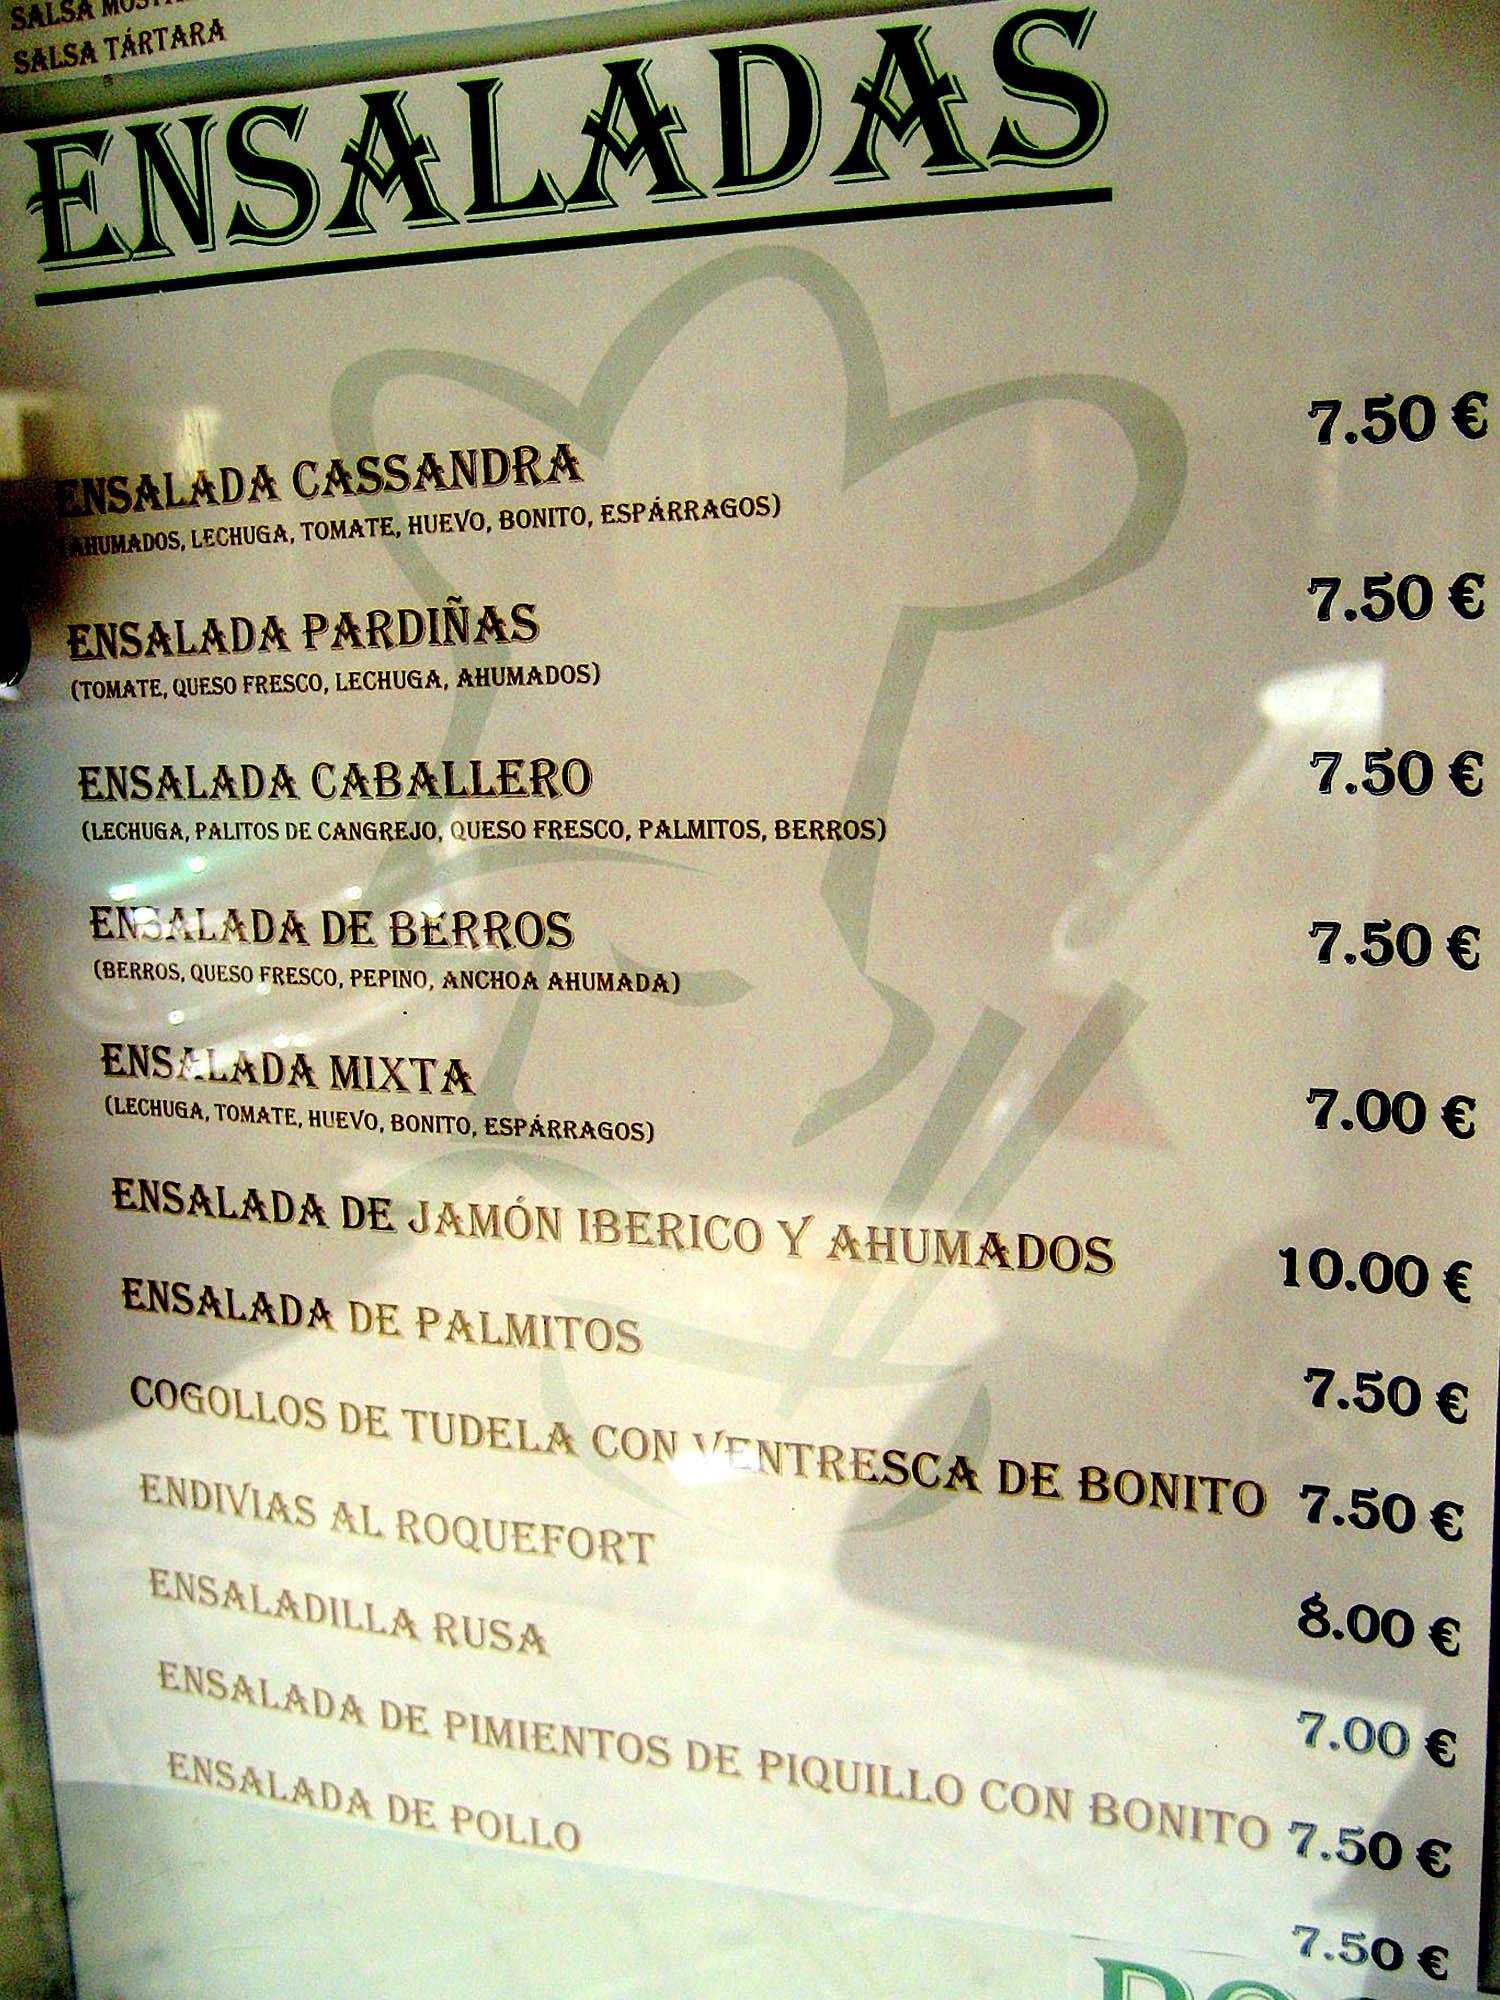 SALSA
SALSA TÁRTARA
ENSALADAS
ENSALADA CASSANDRA 7.50 €
(AHUMADOS, LECHUGA, TOMATE, HUEVO, BONITO, ESPÁRRAGOS)
ENSALADA PARDIÑAS 7.50 €
(TOMATE, QUESO FRESCO, LECHUGA, AHUMADOS)
ENSALADA CABALLERO 7.50 €
(LECHUGA, PALITOS DE CANGREJO, QUESO FRESCO, PALMITOS, BERROS)
ENSALADA DE BERROS 7.50 €
(BERROS, QUESO FRESCO, PEPINO, ANCHOA AHUMADA)
ENSALADA MIXTA 7.00 €
(LECHUGA, TOMATE, HUEVO, BONITO, ESPÁRRAGOS)
ENSALADA DE JAMÓN IBERICO Y AHUMADOS 10.00 €
ENSALADA DE PALMITOS 7.50 €
COGOLLOS DE TUDELA CON VENTRESCA DE BONITO 7.50 €
ENDIVIAS AL ROQUEFORT 8.00 €
ENSALADILLA RUSA 7.00 €
ENSALADA DE PIMIENTOS DE PIQUILLO CON BONITO 7.50 €
ENSALADA DE POLLO 7.50 €